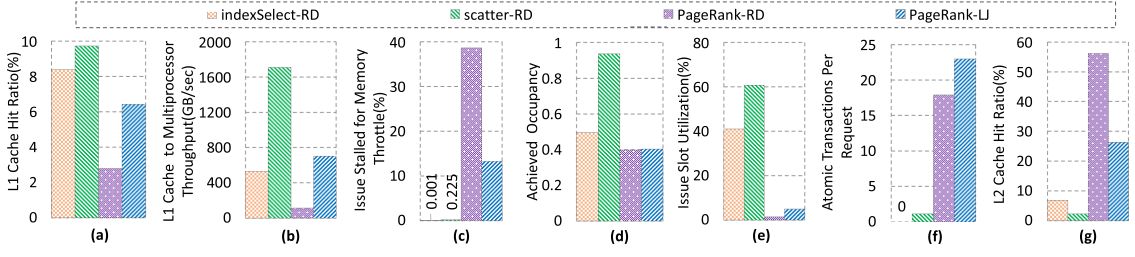 indexSelect-RD scatter-RD PageRank-RD PageRank-LJ
L1 Cache Hit Ratio(%)
10
8
6
4
2
0
(a)
L1 Cache to Multiprocessor
Throughput(GB/sec)
2000
1600
1200
800
400
0
(b)
Issue Stalled for Memory
Throttle(%)
40
30
20
10
0
0.001
0.225
(c)
Achieved Occupancy
1
0.8
0.6
0.4
0.2
0
(d)
Issue Slot Utilization(%)
80
60
40
20
0
(e)
Atomic Transactions Per
Request
25
20
15
10
5
0
0
(f)
L2 Cache Hit Ratio(%)
60
50
40
30
20
10
0
(g)